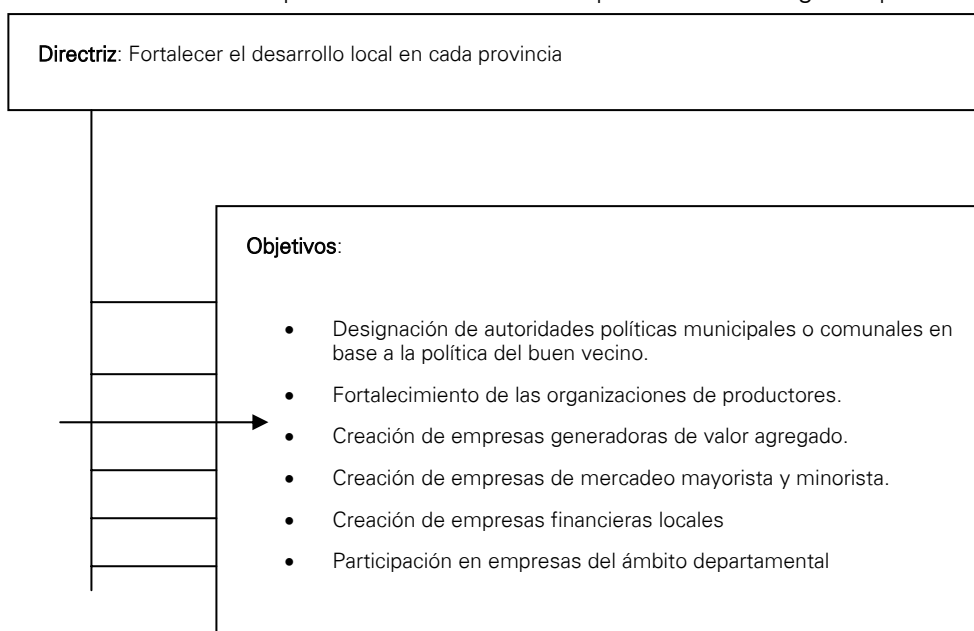 Directriz: Fortalecer el desarrollo local en cada provincia
Objetivos:
• Designación de autoridades políticas municipales o comunales en
base a la política del buen vecino.
• Fortalecimiento de las organizaciones de productores.
• Creación de empresas generadoras de valor agregado.
• Creación de empresas de mercadeo mayorista y minorista.
• Creación de empresas financieras locales
• Participación en empresas del ámbito departamental